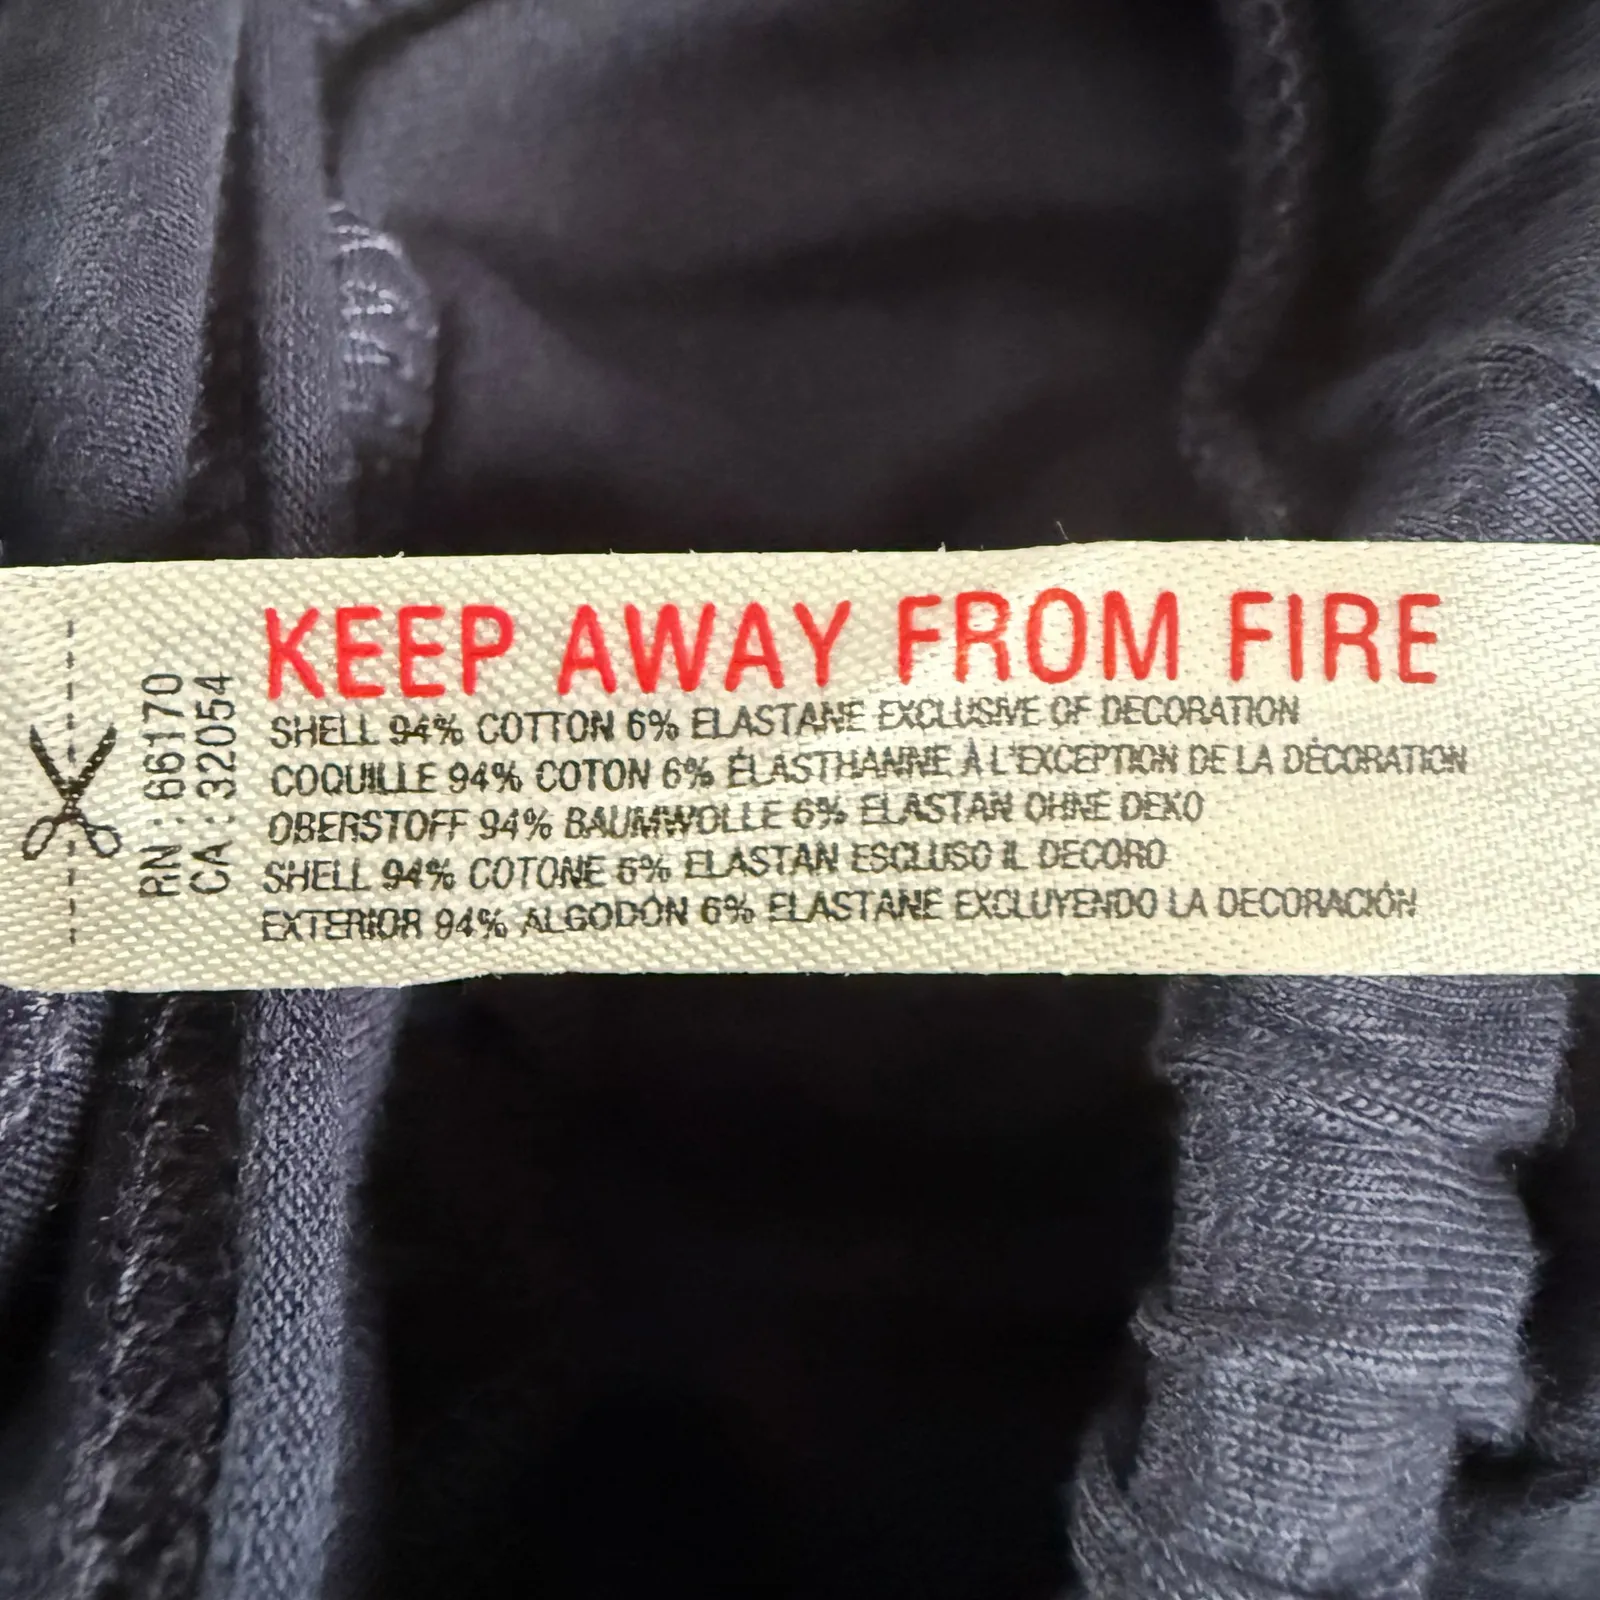 RN : 66170
CA : 32054
KEEP AWAY FROM FIRE
SHELL 94% COTTON 6% ELASTANE EXCLUSIVE OF DECORATION
COQUILLE 94% COTON 6% ÉLASTHANNE À L'EXCEPTION DE LA DÉCORATION
OBERSTOFF 94% BAUMWOLLE 6% ELASTAN OHNE DEKO
SHELL 94% COTONE 6% ELASTAN ESCLUSO IL DECORO
EXTERIOR 94% ALGODÓN 6% ELASTANE EXCLUYENDO LA DECORACIÓN